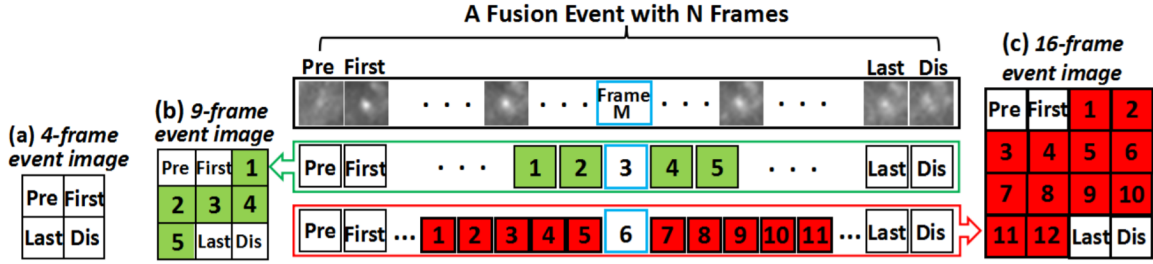 A Fusion Event with N Frames
Pre First Last Dis
. . . . . . Frame M . . . . . .
(a) 4-frame
event image
Pre First
Last Dis
(b) 9-frame
event image
Pre First 1
2 3 4
5 Last Dis
Pre First . . . 1 2 3 4 5 . . . Last Dis
Pre First ... 1 2 3 4 5 6 7 8 9 10 11 ... Last Dis
(c) 16-frame
event image
Pre First 1 2
3 4 5 6
7 8 9 10
11 12 Last Dis